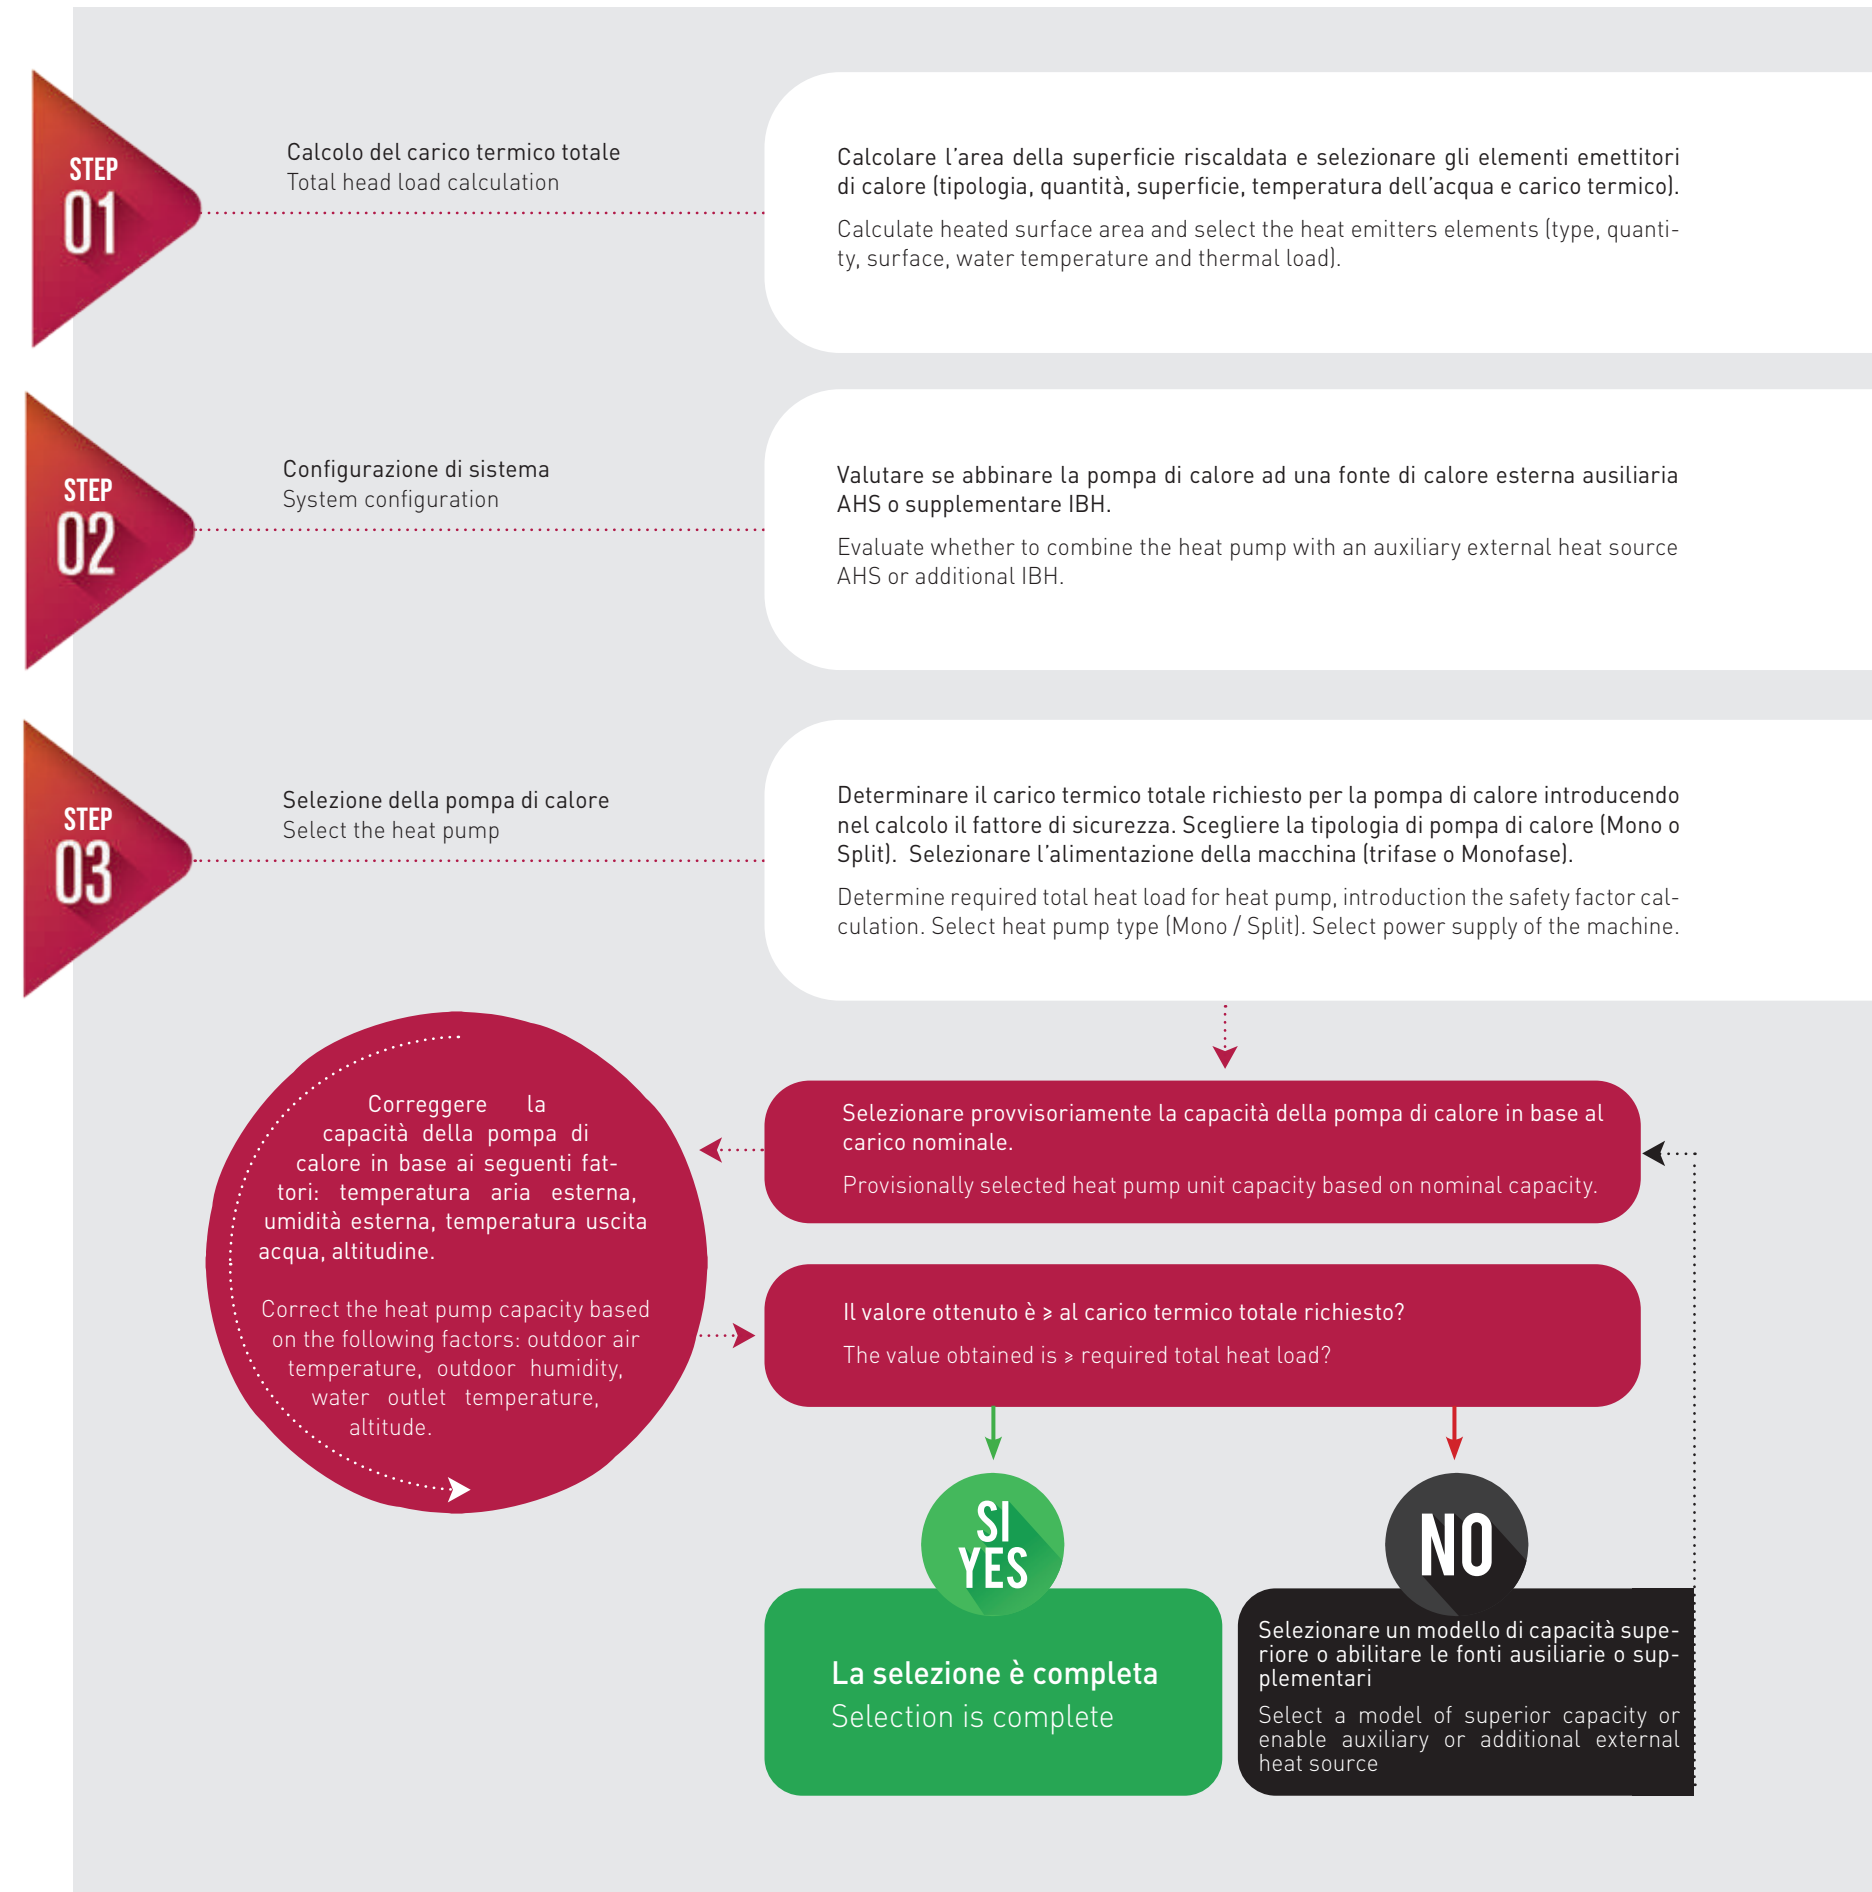 STEP
01
Calcolo del carico termico totale
Total head load calculation
Calcolare l'area della superficie riscaldata e selezionare gli elementi emettitori
di calore (tipologia, quantità, superficie, temperatura dell'acqua e carico termico).
Calculate heated surface area and select the heat emitters elements (type, quanti-
ty, surface, water temperature and thermal load).
STEP
02
Configurazione di sistema
System configuration
Valutare se abbinare la pompa di calore ad una fonte di calore esterna ausiliaria
AHS o supplementare IBH.
Evaluate whether to combine the heat pump with an auxiliary external heat source
AHS or additional IBH.
STEP
03
Selezione della pompa di calore
Select the heat pump
Determinare il carico termico totale richiesto per la pompa di calore introducendo
nel calcolo il fattore di sicurezza. Scegliere la tipologia di pompa di calore (Mono o
Split). Selezionare l'alimentazione della macchina (trifase o Monofase).
Determine required total heat load for heat pump, introduction the safety factor cal-
culation. Select heat pump type (Mono / Split). Select power supply of the machine.
Selezionare provvisoriamente la capacità della pompa di calore in base al
carico nominale.
Provisionally selected heat pump unit capacity based on nominal capacity.
Correggere la
capacità della pompa di
calore in base ai seguenti fat-
tori: temperatura aria esterna,
umidità esterna, temperatura uscita
acqua, altitudine.
Correct the heat pump capacity based
on the following factors: outdoor air
temperature, outdoor humidity,
water outlet temperature,
altitude.
Il valore ottenuto è ≥ al carico termico totale richiesto?
The value obtained is ≥ required total heat load?
SI
YES
La selezione è completa
Selection is complete
NO
Selezionare un modello di capacità supe-
riore o abilitare le fonti ausiliarie o sup-
plementari
Select a model of superior capacity or
enable auxiliary or additional external
heat source